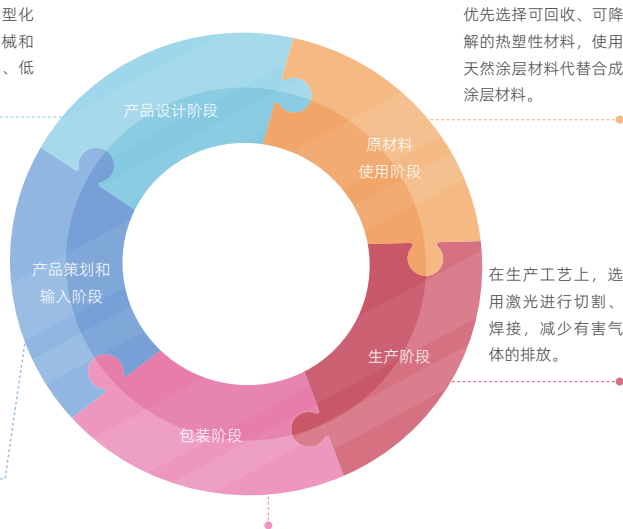 型化
械和
、低
优先选择可回收、可降
解的热塑性材料，使用
天然涂层材料代替合成
涂层材料。
产品设计阶段
原材料
使用阶段
产品策划和
输入阶段
在生产工艺上，选
用激光进行切割、
焊接，减少有害气
体的排放。
生产阶段
包装阶段